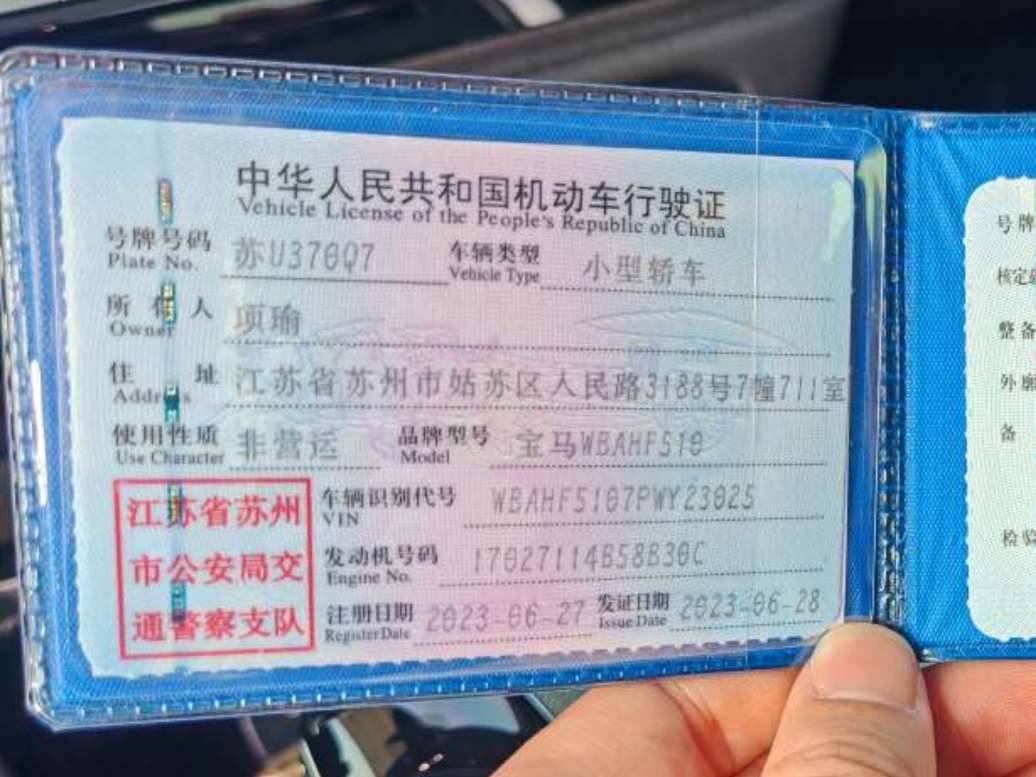 中华人民共和国机动车行驶证
Vehicle License of the People's Republic of China
号牌号码 苏U370Q7 车辆类型 小型轿车
Plate No. Vehicle Type
所有人 项瑜
Owner
住址 江苏省苏州市姑苏区人民路3188号7幢711室
Address
使用性质 非营运 品牌型号 宝马WBAHF510
Use Character Model
江苏省苏州
市公安局交
通警察支队
车辆识别代号 WBAHF5107PWY23025
VIN
发动机号码 17027114B58B30C
Engine No.
注册日期 2023-06-27 发证日期 2023-06-28
Register Date Issue Date
号牌
核定
整备
外廓
备
检验